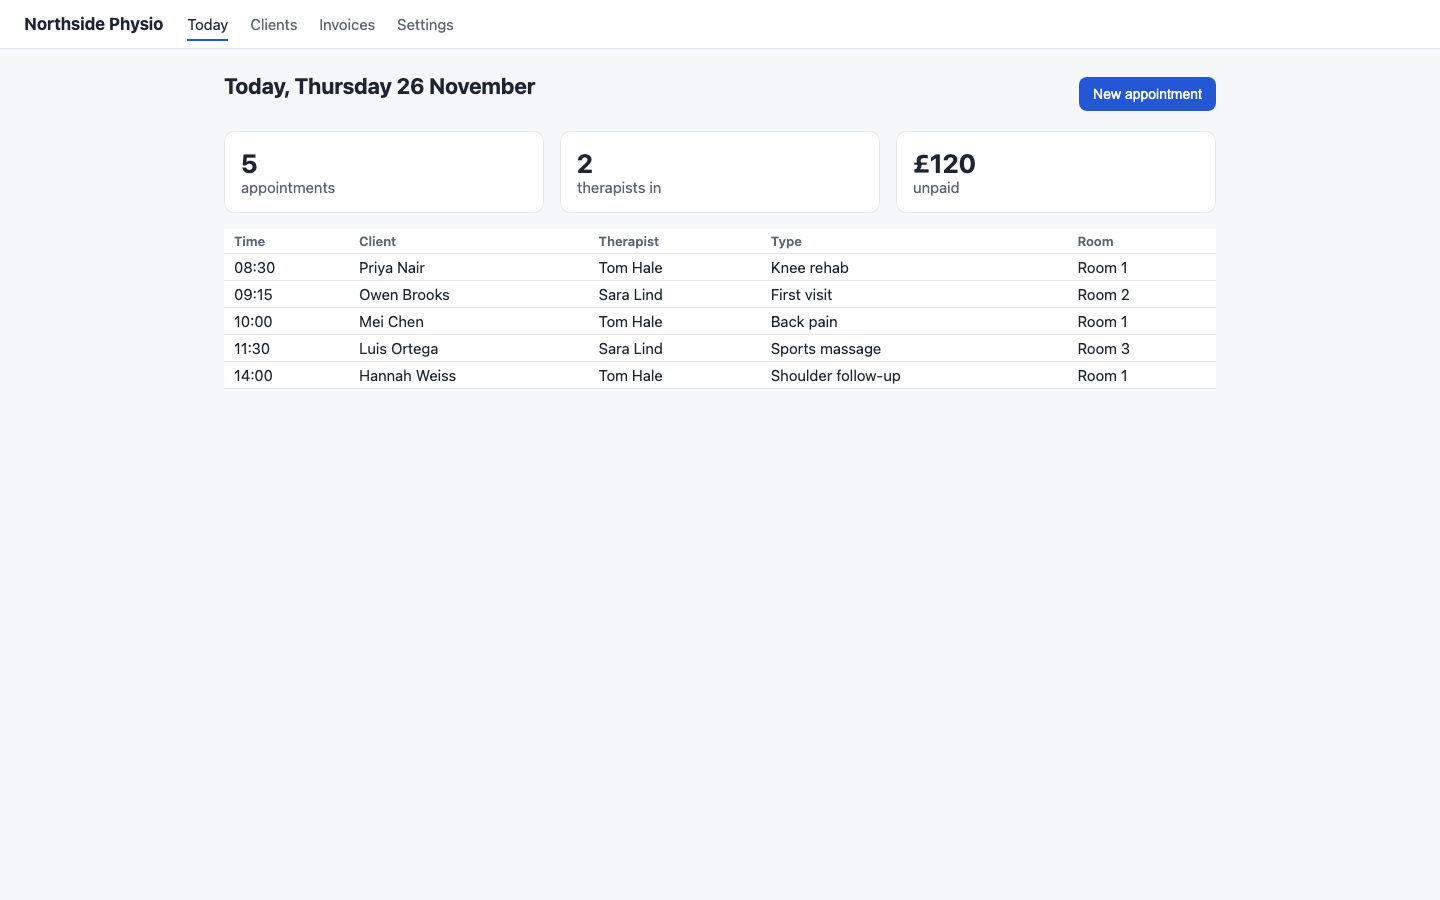 Northside Physio Today Clients Invoices Settings
Today, Thursday 26 November
New appointment
5
appointments
2
therapists in
£120
unpaid
Time Client Therapist Type Room
08:30 Priya Nair Tom Hale Knee rehab Room 1
09:15 Owen Brooks Sara Lind First visit Room 2
10:00 Mei Chen Tom Hale Back pain Room 1
11:30 Luis Ortega Sara Lind Sports massage Room 3
14:00 Hannah Weiss Tom Hale Shoulder follow-up Room 1